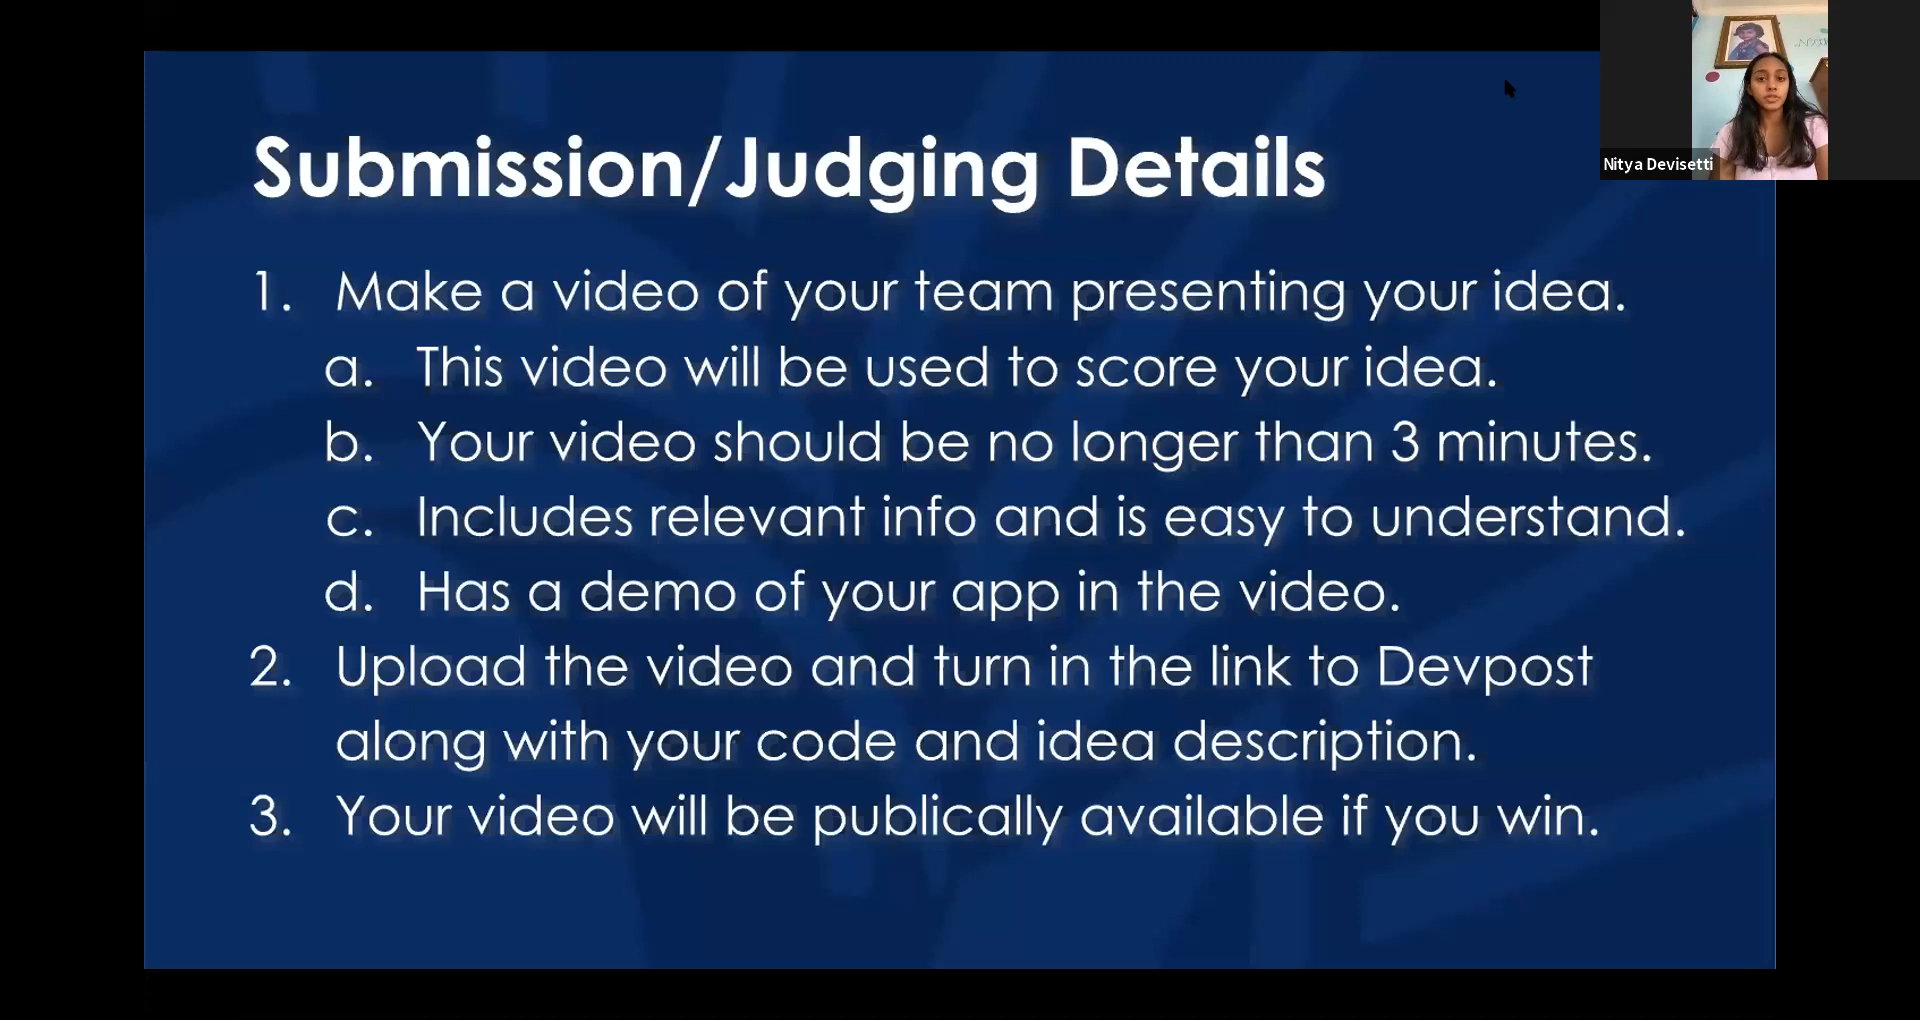 Submission/Judging Details
1. Make a video of your team presenting your idea.
a. This video will be used to score your idea.
b. Your video should be no longer than 3 minutes.
c. Includes relevant info and is easy to understand.
d. Has a demo of your app in the video.
2. Upload the video and turn in the link to Devpost
along with your code and idea description.
3. Your video will be publically available if you win.
Nitya Devisetti